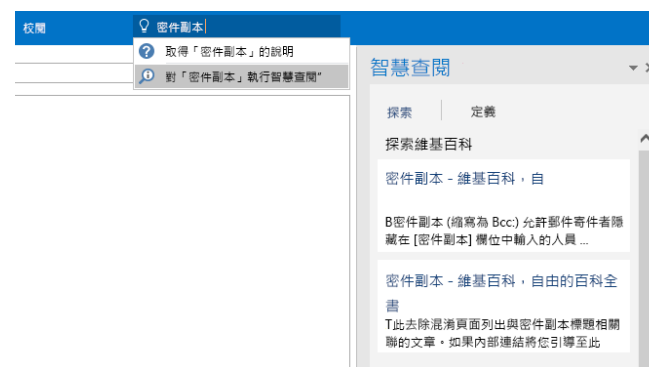 校閱
密件副本
取得「密件副本」的說明
對「密件副本」執行智慧查閱"
智慧查閱
探索
定義
探索維基百科
密件副本 - 維基百科，自
B密件副本 (縮寫為 Bcc:) 允許郵件寄件者隱
藏在 [密件副本] 欄位中輸入的人員 ...
密件副本 - 維基百科，自由的百科全
書
T此去除混淆頁面列出與密件副本標題相關
聯的文章。如果內部連結將您引導至此